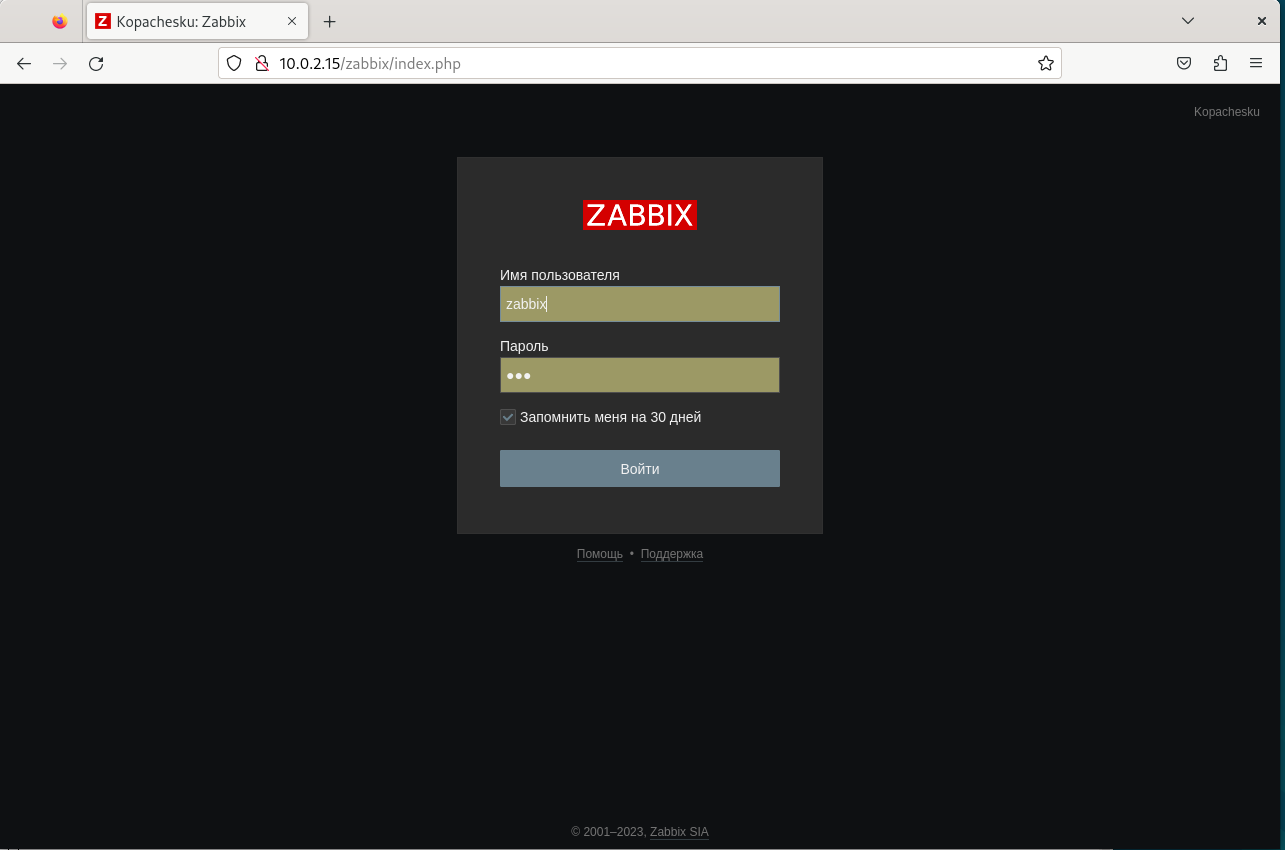 Kopachesku: Zabbix
10.0.2.15/zabbix/index.php
Kopachesku
ZABBIX
Имя пользователя
zabbix
Пароль
●●●
Запомнить меня на 30 дней
Войти
Помощь • Поддержка
© 2001–2023, Zabbix SIA